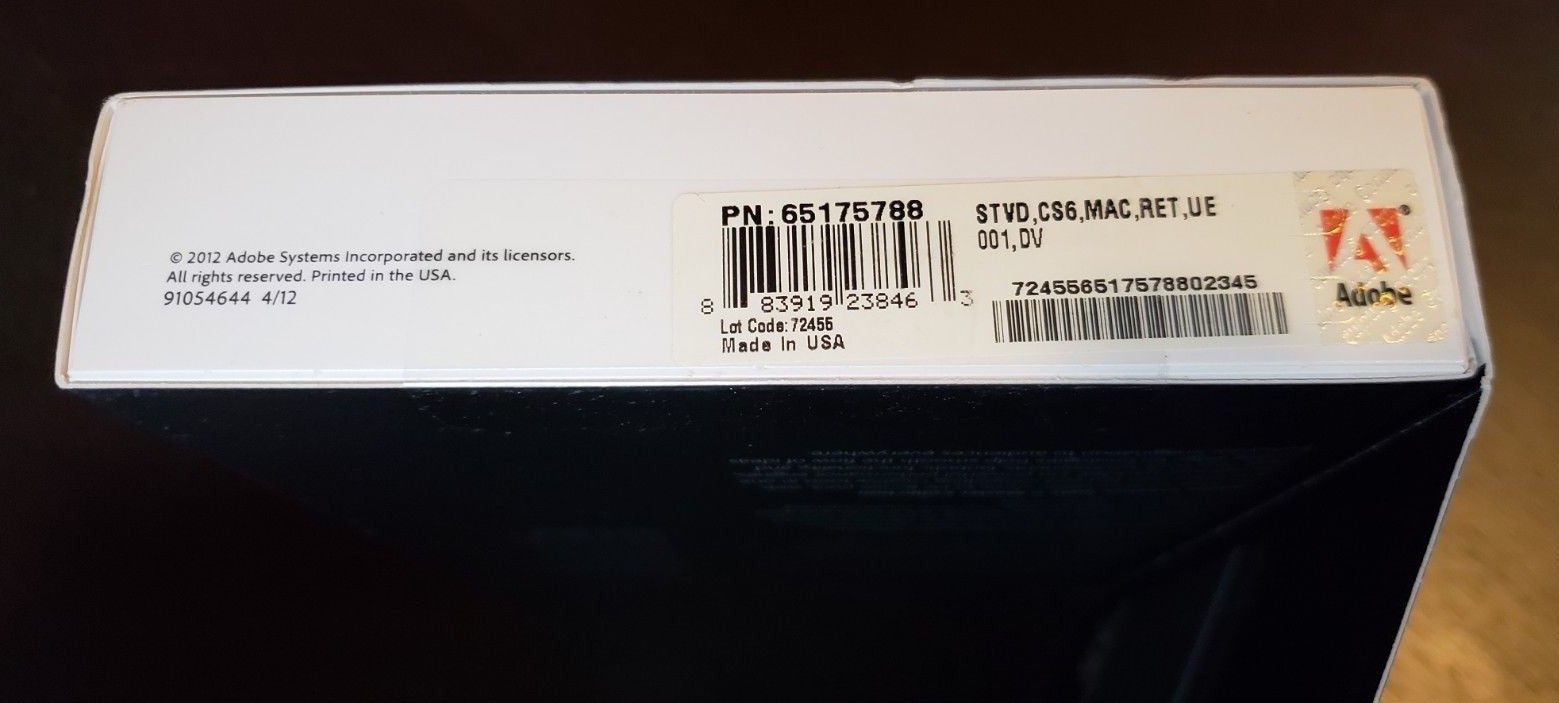 © 2012 Adobe Systems Incorporated and its licensors.
All rights reserved. Printed in the USA.
91054644 4/12
PN: 65175788
8 83919 23846 3
Lot Code: 72455
Made In USA
STVD,CS6,MAC,RET,UE
001,DV
724556517578802345
Adobe